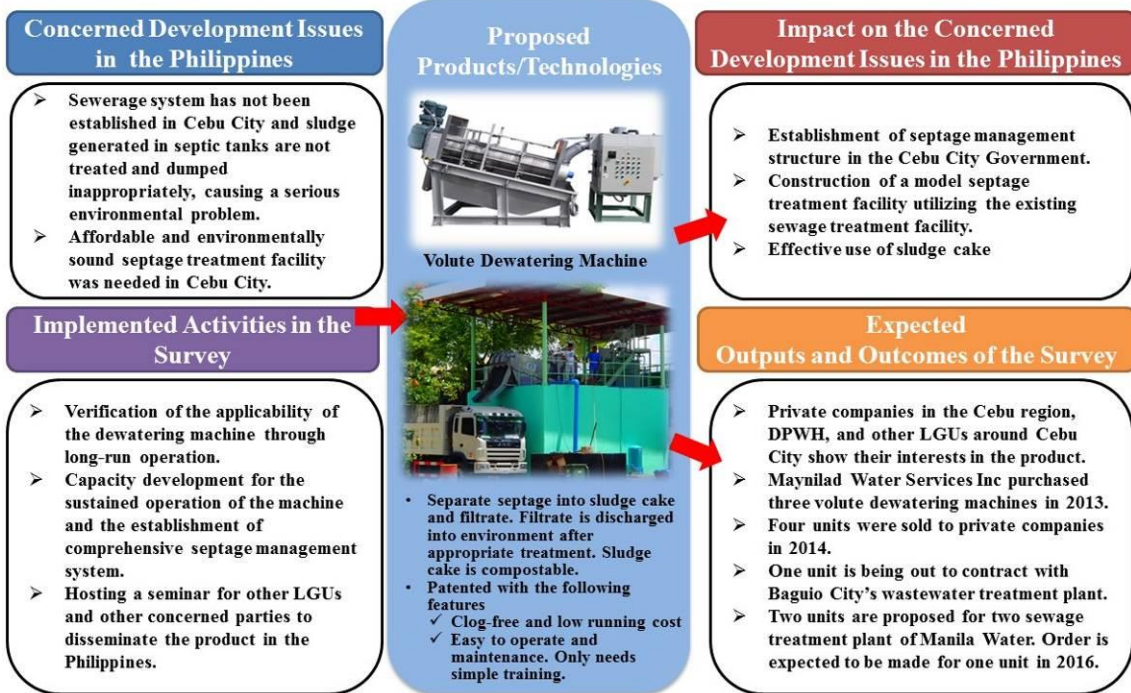 Concerned Development Issues
in the Philippines
➢ Sewerage system has not been
established in Cebu City and sludge
generated in septic tanks are not
treated and dumped
inappropriately, causing a serious
environmental problem.
➢ Affordable and environmentally
sound septage treatment facility
was needed in Cebu City.
Implemented Activities in the
Survey
➢ Verification of the applicability of
the dewatering machine through
long-run operation.
➢ Capacity development for the
sustained operation of the machine
and the establishment of
comprehensive septage management
system.
➢ Hosting a seminar for other LGUs
and other concerned parties to
disseminate the product in the
Philippines.
Proposed
Products/Technologies
Volute Dewatering Machine
• Separate septage into sludge cake
and filtrate. Filtrate is discharged
into environment after
appropriate treatment. Sludge
cake is compostable.
• Patented with the following
features
✓ Clog-free and low running cost
✓ Easy to operate and
maintenance. Only needs
simple training.
Impact on the Concerned
Development Issues in the Philippines
➢ Establishment of septage management
structure in the Cebu City Government.
➢ Construction of a model septage
treatment facility utilizing the existing
sewage treatment facility.
➢ Effective use of sludge cake
Expected
Outputs and Outcomes of the Survey
➢ Private companies in the Cebu region,
DPWH, and other LGUs around Cebu
City show their interests in the product.
➢ Maynilad Water Services Inc purchased
three volute dewatering machines in 2013.
➢ Four units were sold to private companies
in 2014.
➢ One unit is being out to contract with
Baguio City's wastewater treatment plant.
➢ Two units are proposed for two sewage
treatment plant of Manila Water. Order is
expected to be made for one unit in 2016.